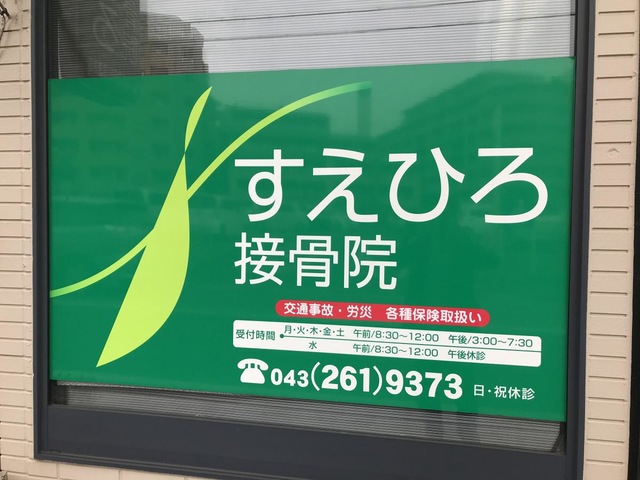 すえひろ
接骨院
交通事故・労災 各種保険取扱い
受付時間 月・火・木・金・土 午前/8:30~12:00 午後/3:00~7:30
水 午前/8:30~12:00 午後休診
☎043(261)9373 日・祝休診